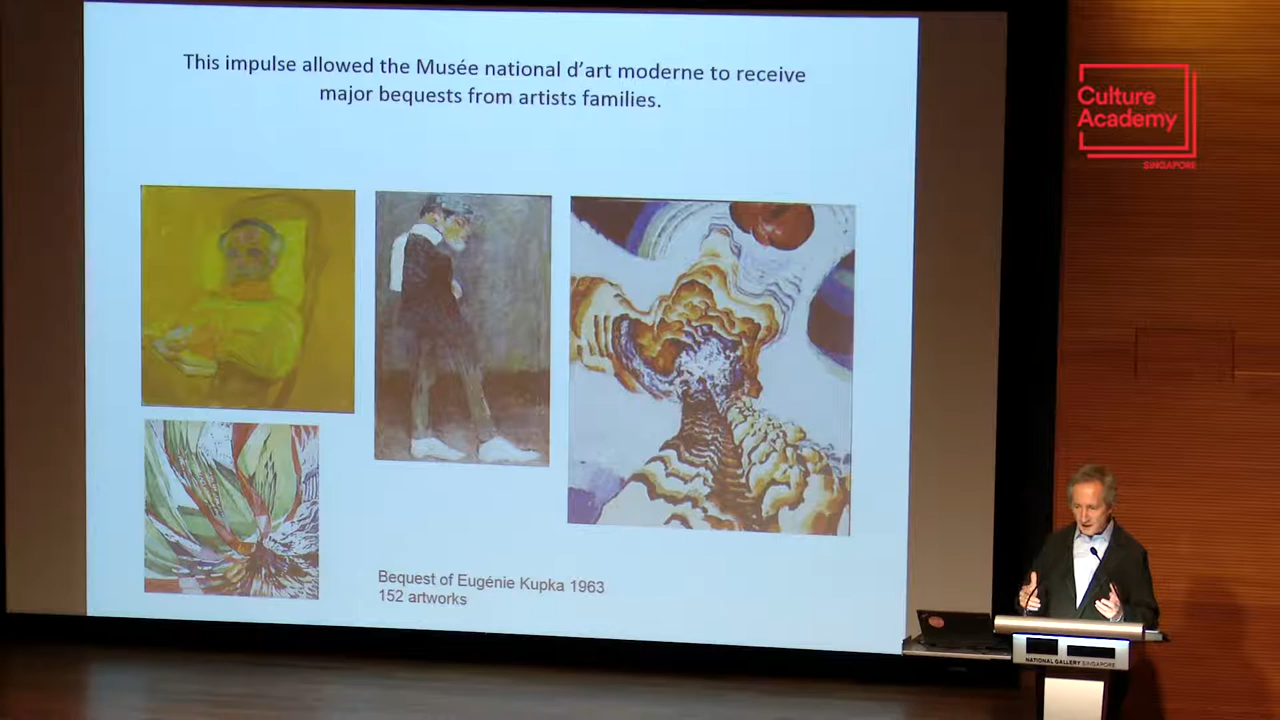 This impulse allowed the Musée national d'art moderne to receive
major bequests from artists families.
Culture
Academy
SINGAPORE
Bequest of Eugénie Kupka 1963
152 artworks
NATIONAL GALLERY SINGAPORE